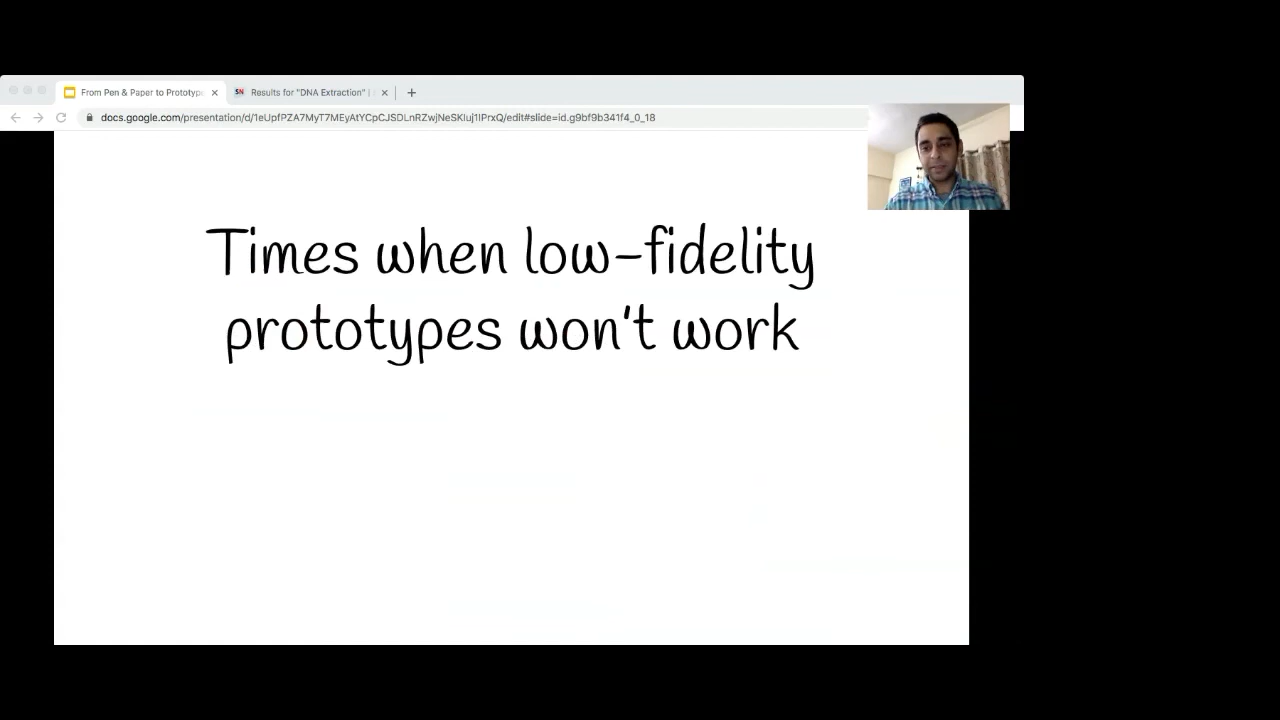 From Pen & Paper to Prototyp
Results for "DNA Extraction" |
docs.google.com/presentation/d/1eUpfPZA7MyT7MEyAtYCpCJSDLnRZwjNeSKluj1IPrxQ/edit#slide=id.g9bf9b341f4_0_18
Times when low-fidelity
prototypes won't work